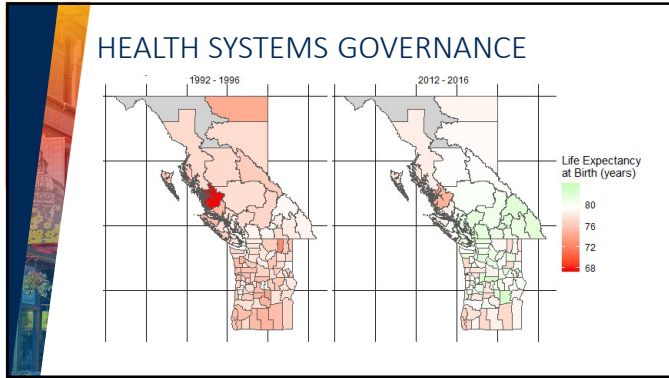 HEALTH SYSTEMS GOVERNANCE
1992 - 1996
2012 - 2016
Life Expectancy
at Birth (years)
80
76
72
68